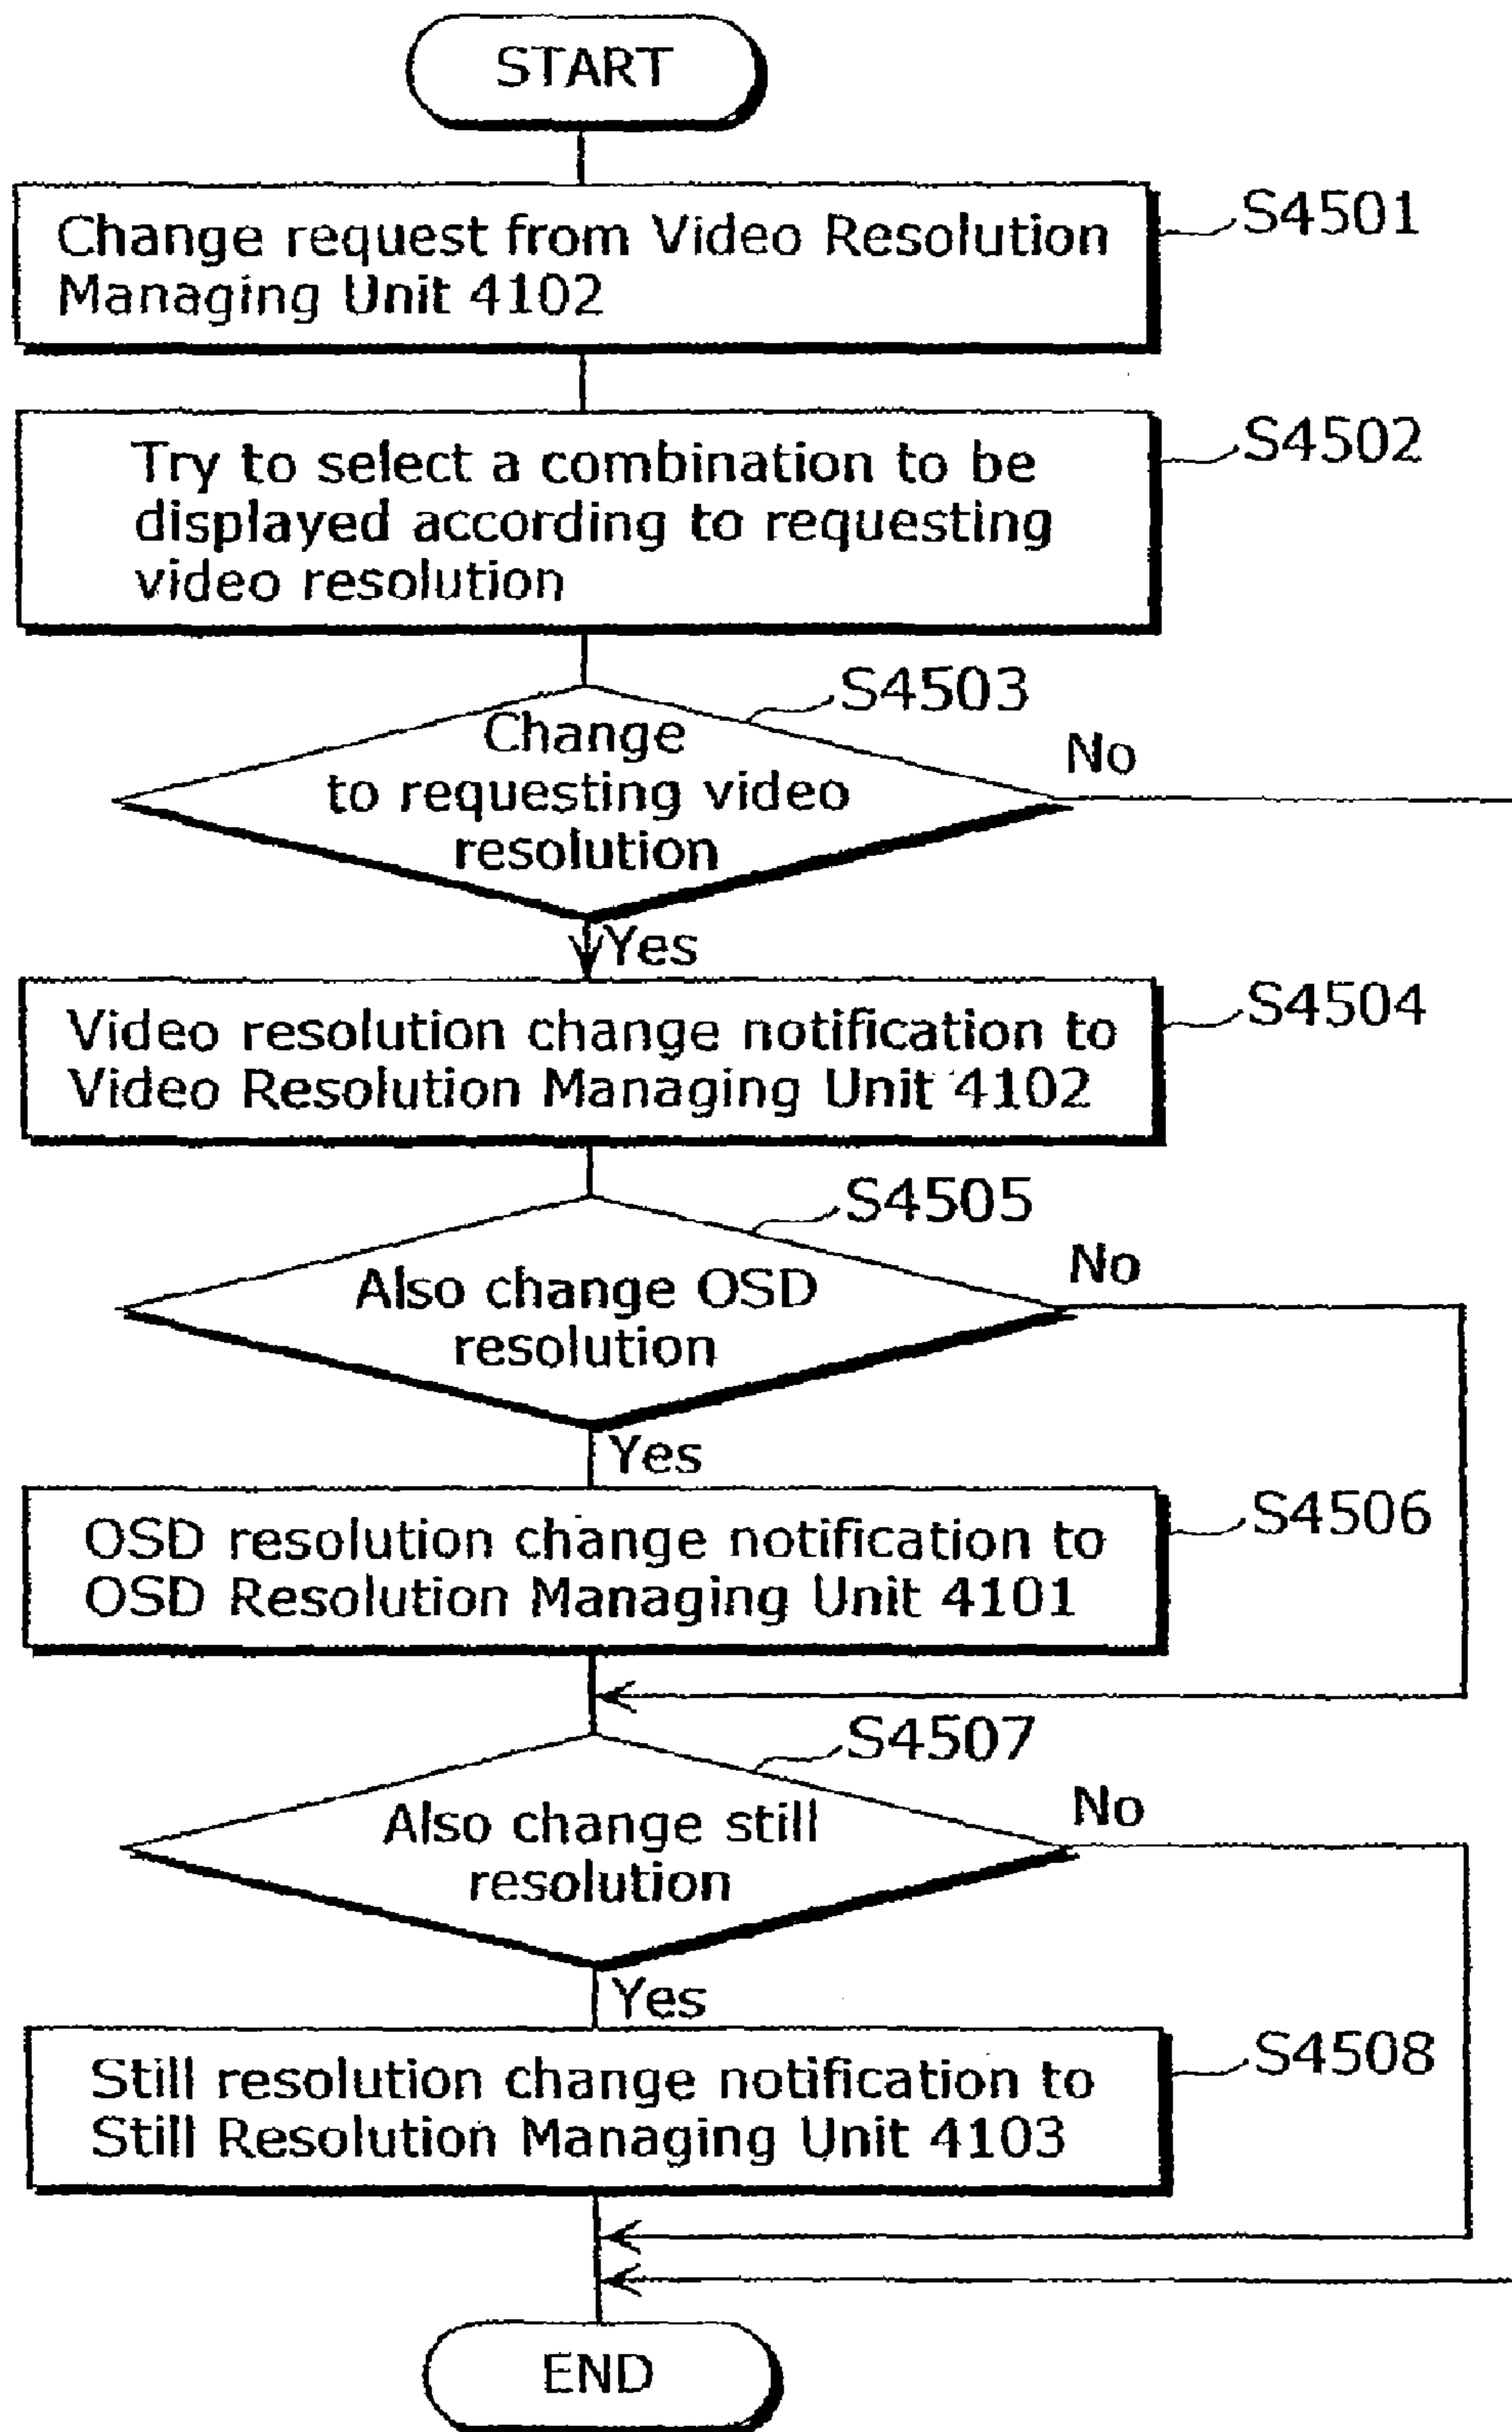 START
Change request from Video Resolution
Managing Unit 4102
S4501
Try to select a combination to be
displayed according to requesting
video resolution
S4502
S4503
Change
to requesting video
resolution
No
Yes
Video resolution change notification to
Video Resolution Managing Unit 4102
S4504
S4505
Also change OSD
resolution
No
Yes
OSD resolution change notification to
OSD Resolution Managing Unit 4101
S4506
S4507
Also change still
resolution
No
Yes
Still resolution change notification to
Still Resolution Managing Unit 4103
S4508
END